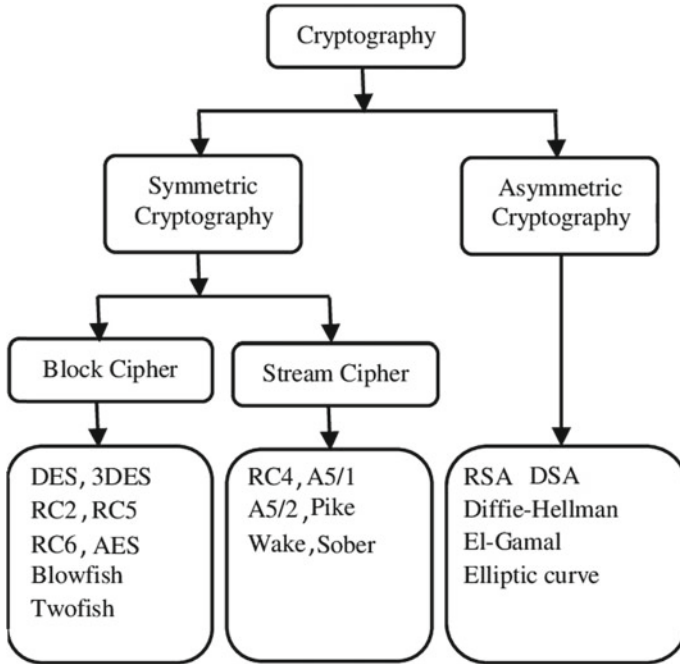 Cryptography
Symmetric
Cryptography
Asymmetric
Cryptography
Block Cipher
Stream Cipher
DES, 3DES
RC2, RC5
RC6, AES
Blowfish
Twofish
RC4, A5/1
A5/2, Pike
Wake, Sober
RSA DSA
Diffie-Hellman
El-Gamal
Elliptic curve